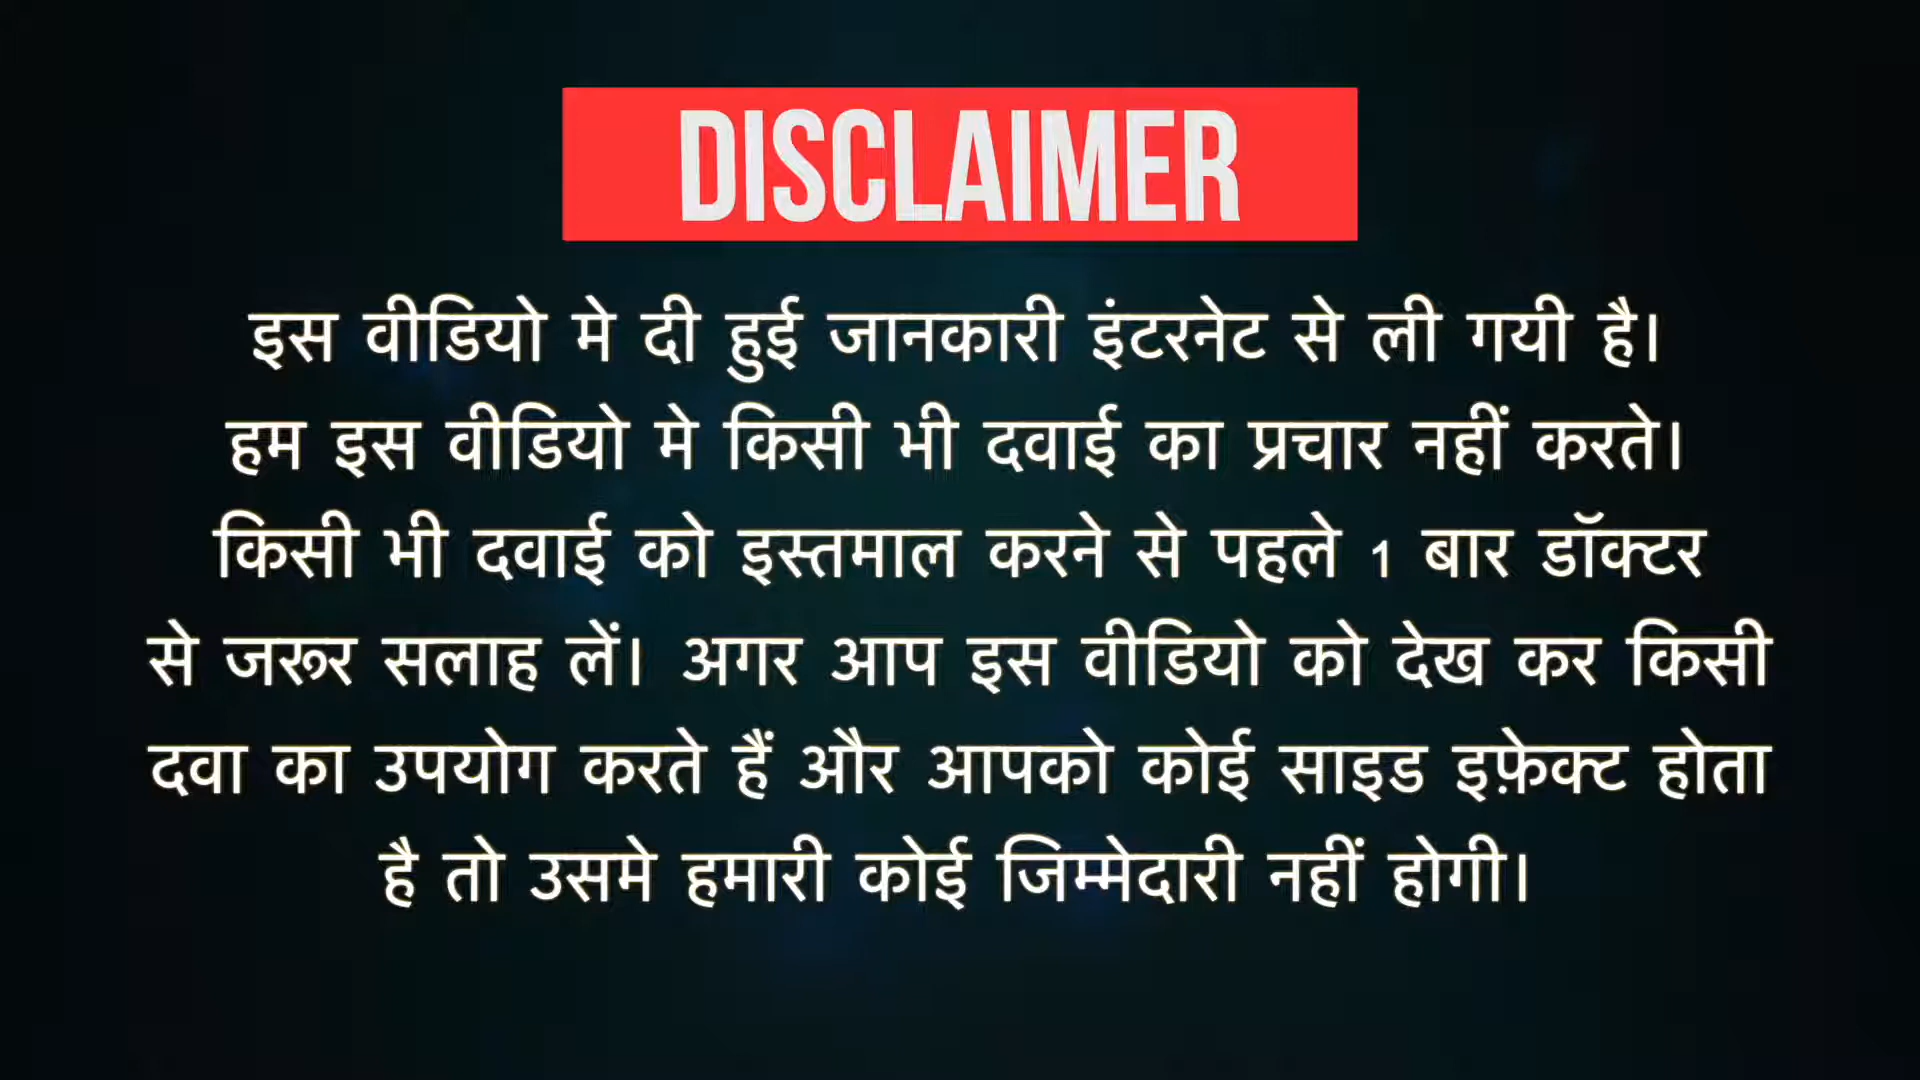 DISCLAIMER
इस वीडियो मे दी हुई जानकारी इंटरनेट से ली गयी है।
हम इस वीडियो मे किसी भी दवाई का प्रचार नहीं करते।
किसी भी दवाई को इस्तमाल करने से पहले 1 बार डॉक्टर
से जरूर सलाह लें। अगर आप इस वीडियो को देख कर किसी
दवा का उपयोग करते हैं और आपको कोई साइड इफ़ेक्ट होता
है तो उसमे हमारी कोई जिम्मेदारी नहीं होगी।